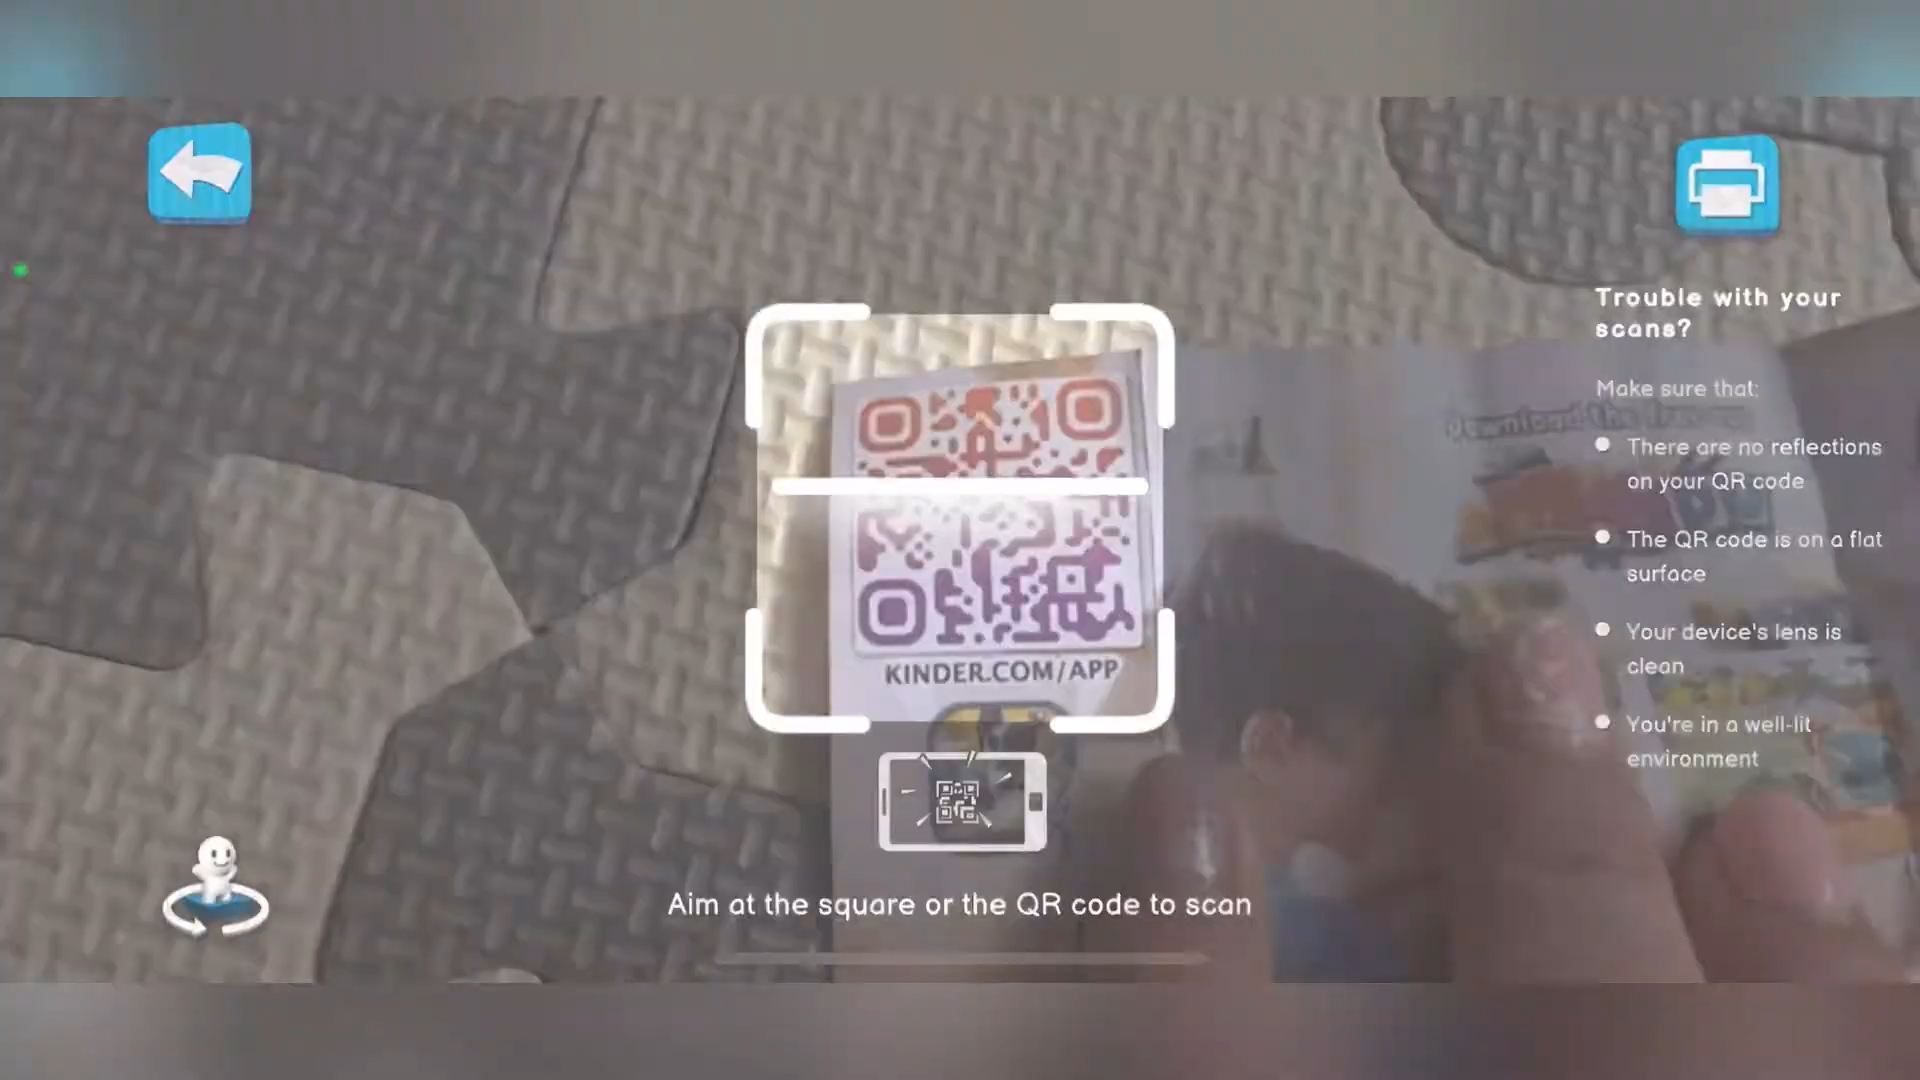 Trouble with your
scans?
Make sure that:
Download the
There are no reflections
on your QR code
The QR code is on a flat
surface
Your device's lens is
clean
You're in a well-lit
environment
KINDER.COM/APP
Aim at the square or the QR code to scan